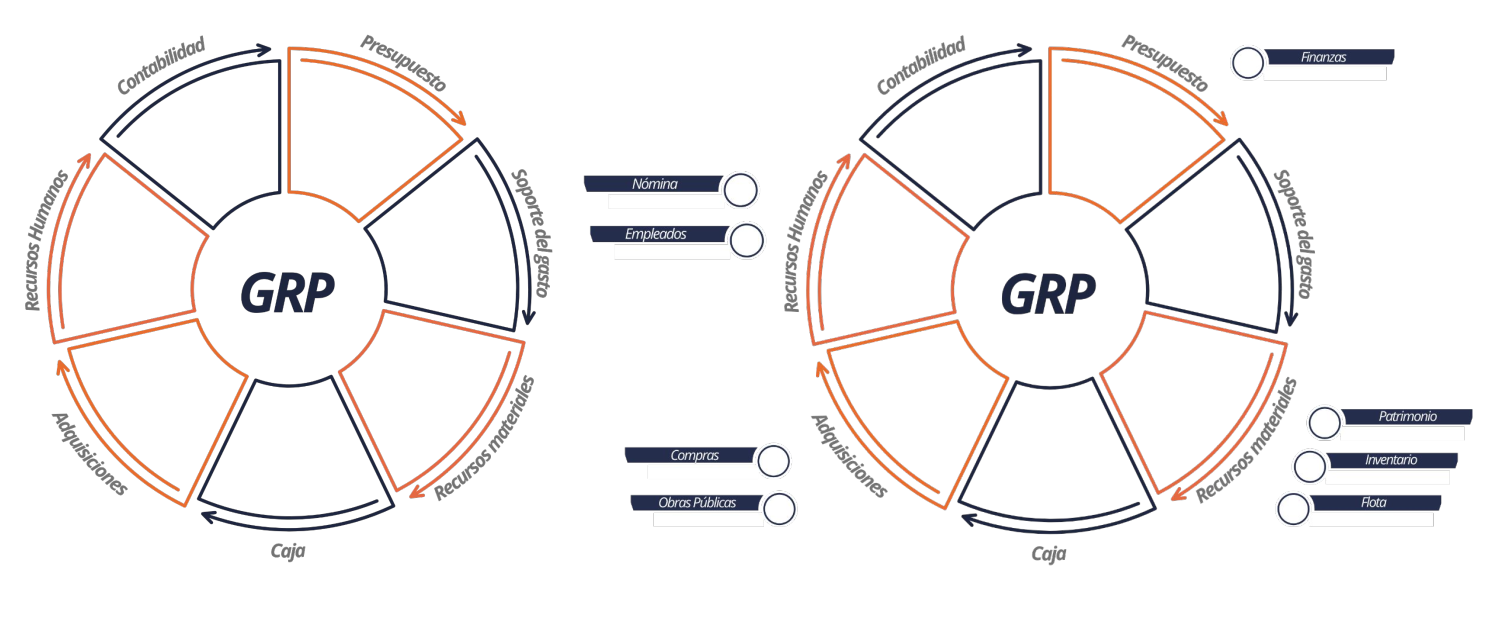 Contabilidad
Presupuesto
Soporte del gasto
Recursos materiales
Caja
Adquisiciones
Recursos Humanos
GRP
Nómina
Empleados
Compras
Obras Públicas
Contabilidad
Presupuesto
Soporte del gasto
Recursos materiales
Caja
Adquisiciones
Recursos Humanos
GRP
Finanzas
Patrimonio
Inventario
Flota